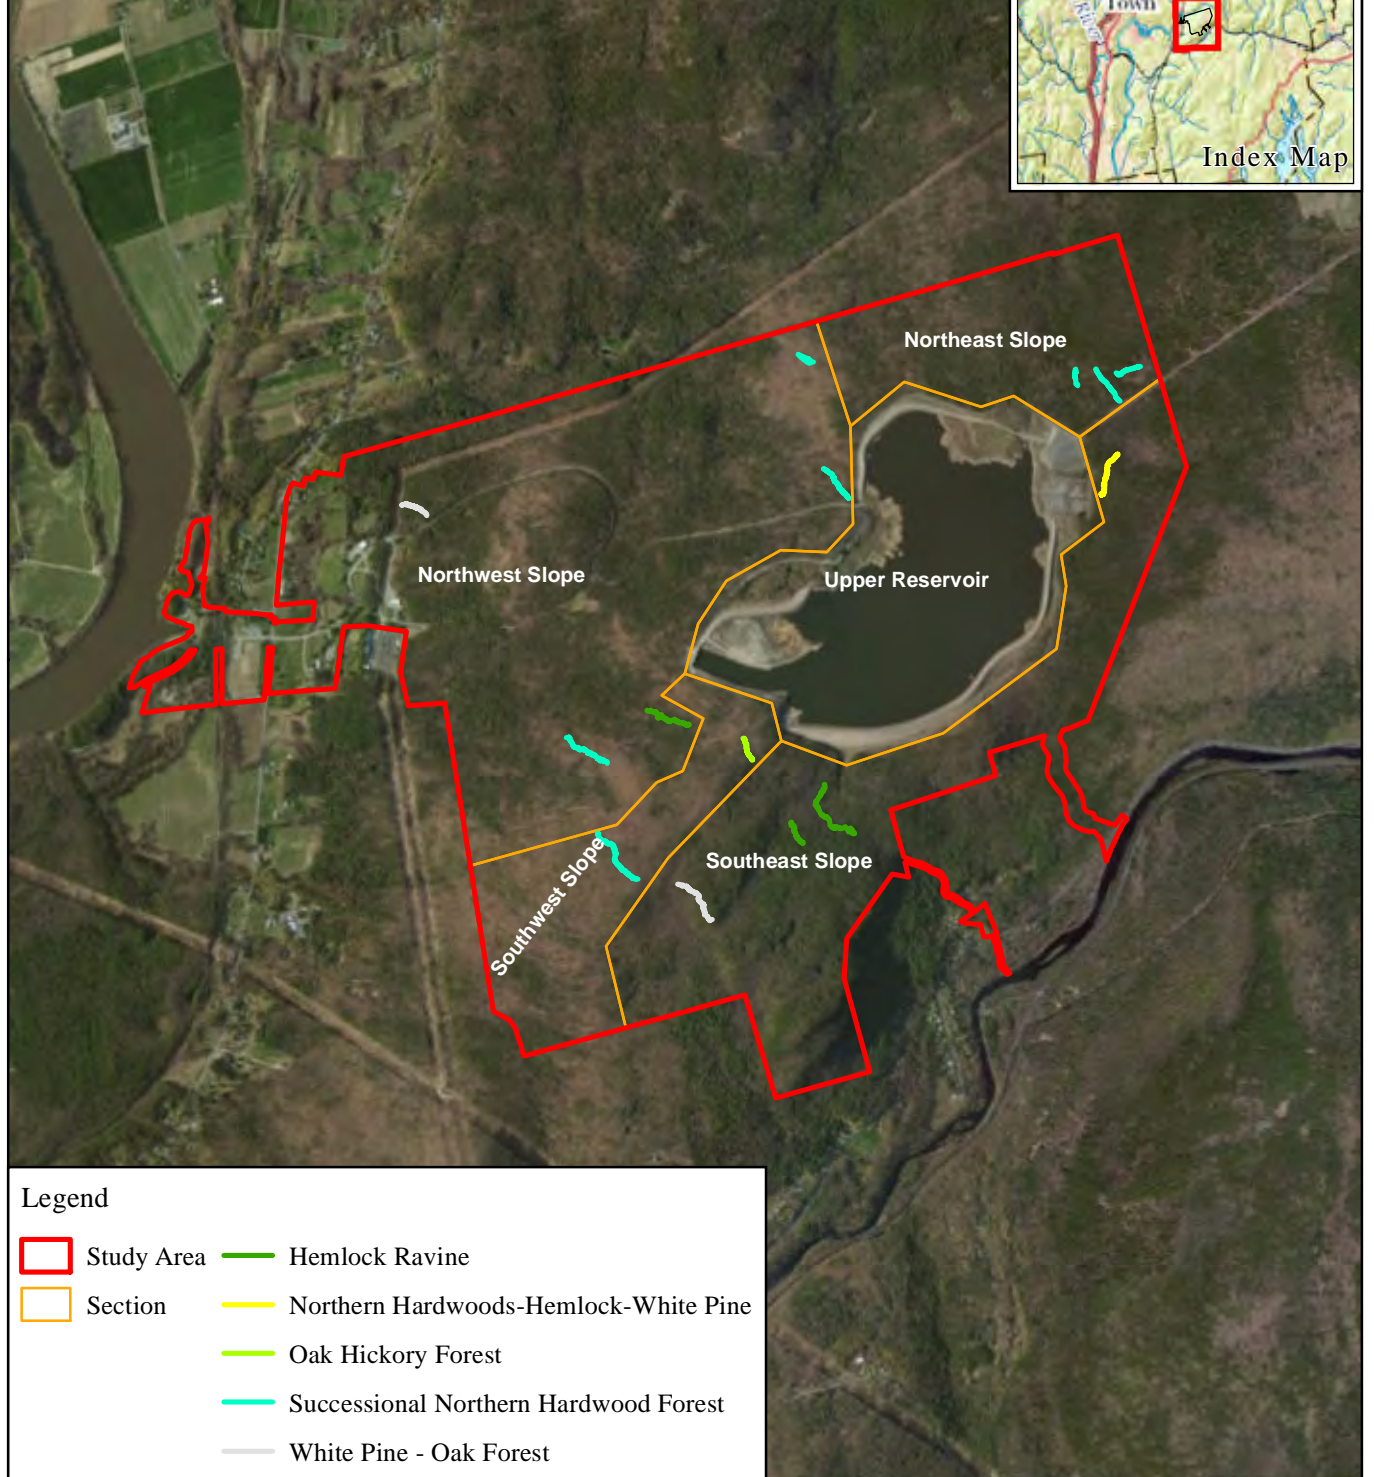 Town
River
Index Map
Northeast Slope
Northwest Slope
Upper Reservoir
Southeast Slope
Southwest Slope
Legend
Study Area
Section
Hemlock Ravine
Northern Hardwoods-Hemlock-White Pine
Oak Hickory Forest
Successional Northern Hardwood Forest
White Pine - Oak Forest